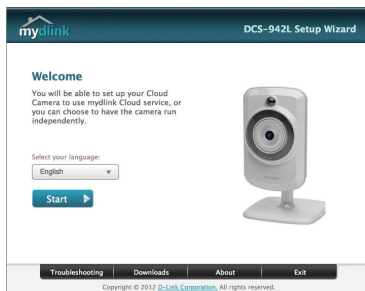 mydlink
DCS-942L Setup Wizard
Welcome
You will be able to set up your Cloud
Camera to use mydlink Cloud service, or
you can choose to have the camera run
independently.
Select your language:
English
Start
D-Link
Troubleshooting Downloads About Exit
Copyright © 2012 D-Link Corporation. All rights reserved.